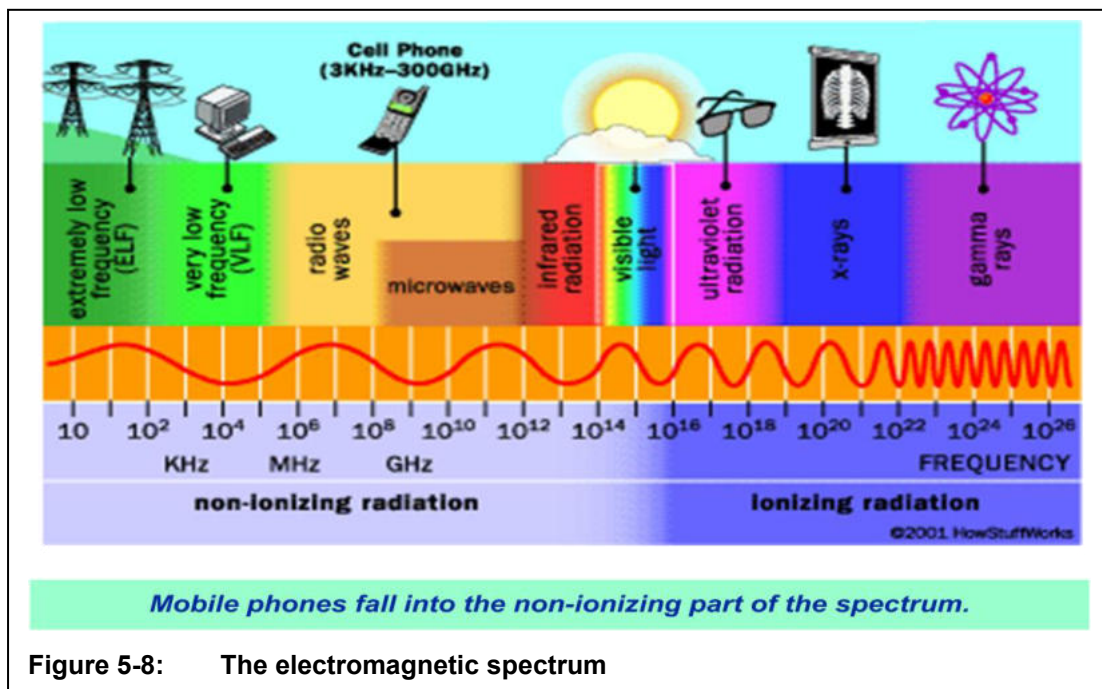 Cell Phone
(3KHz–300GHz)
extremely low
frequency
(ELF)
very low
frequency
(VLF)
radio
waves
microwaves
infrared
radiation
visible
light
ultraviolet
radiation
x-rays
gamma
rays
10 10² 10⁴ 10⁶ 10⁸ 10¹⁰ 10¹² 10¹⁴ 10¹⁶ 10¹⁸ 10²⁰ 10²² 10²⁴ 10²⁶
KHz MHz GHz FREQUENCY
non-ionizing radiation ionizing radiation
©2001 HowStuffWorks
Mobile phones fall into the non-ionizing part of the spectrum.
Figure 5-8: The electromagnetic spectrum